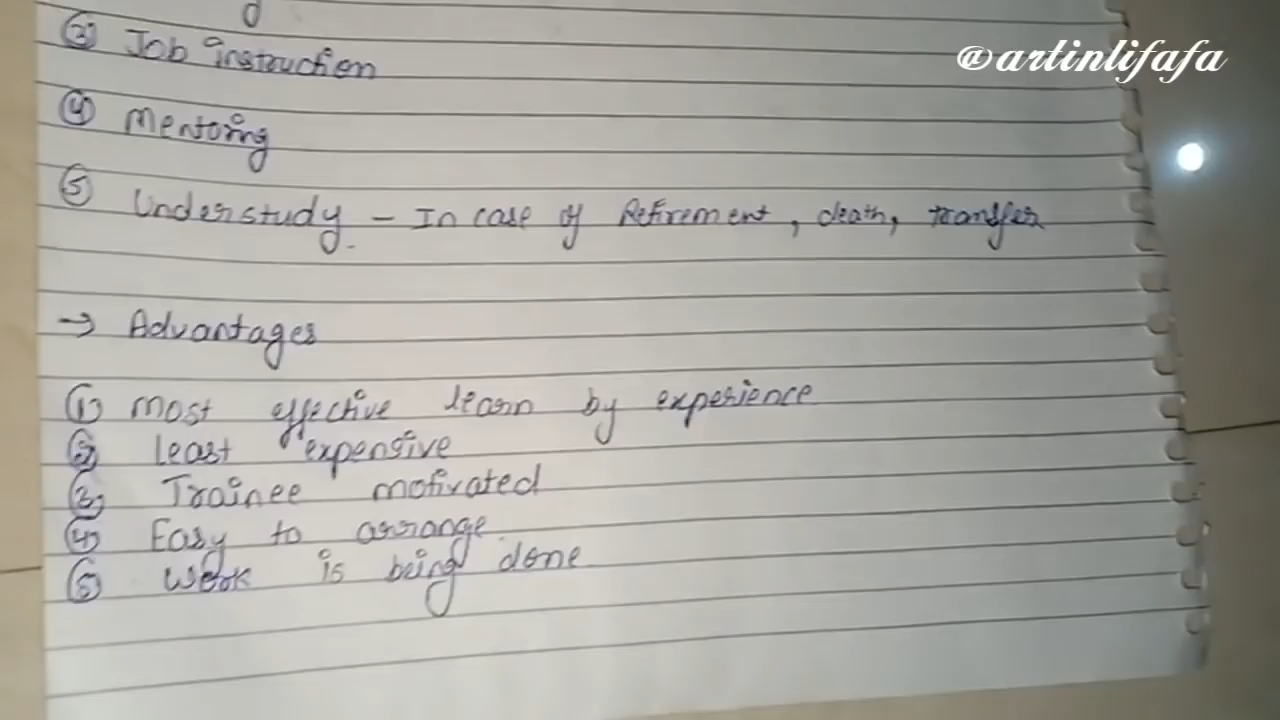 ③ Job instruction
@artinlifafa
④ Mentoring
⑤ Understudy - In case of Retirement, death, transfer
→ Advantages
① Most effective learn by experience
② least expensive
③ Trainee motivated
④ Easy to arrange
⑤ Work is being done